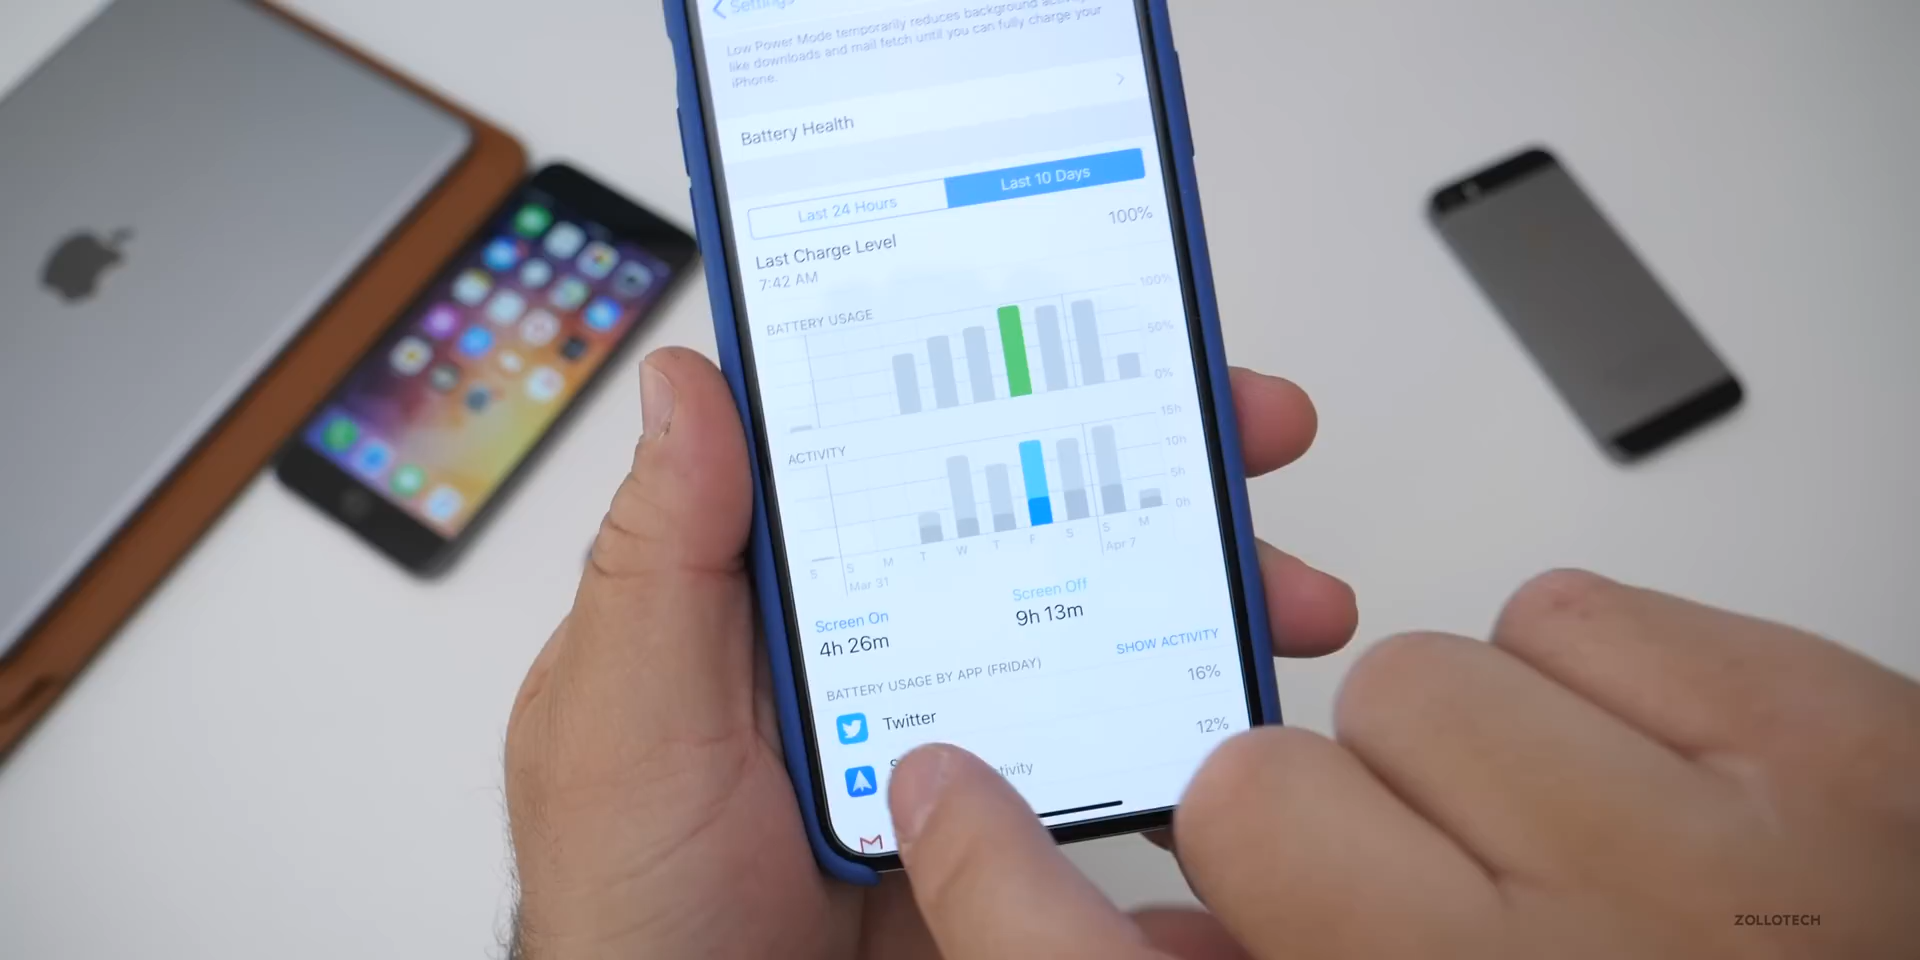 Settings
Low Power Mode temporarily reduces background
like downloads and mail fetch until you can fully charge your
iPhone.
Battery Health
Last 24 Hours
Last 10 Days
Last Charge Level
100%
7:42 AM
BATTERY USAGE
100%
50%
0%
ACTIVITY
15h
10h
5h
0h
S S M T W T F S S M
Mar 31
Apr 7
Screen On
Screen Off
4h 26m
9h 13m
BATTERY USAGE BY APP (FRIDAY)
SHOW ACTIVITY
Twitter
16%
12%
ZOLLOTECH